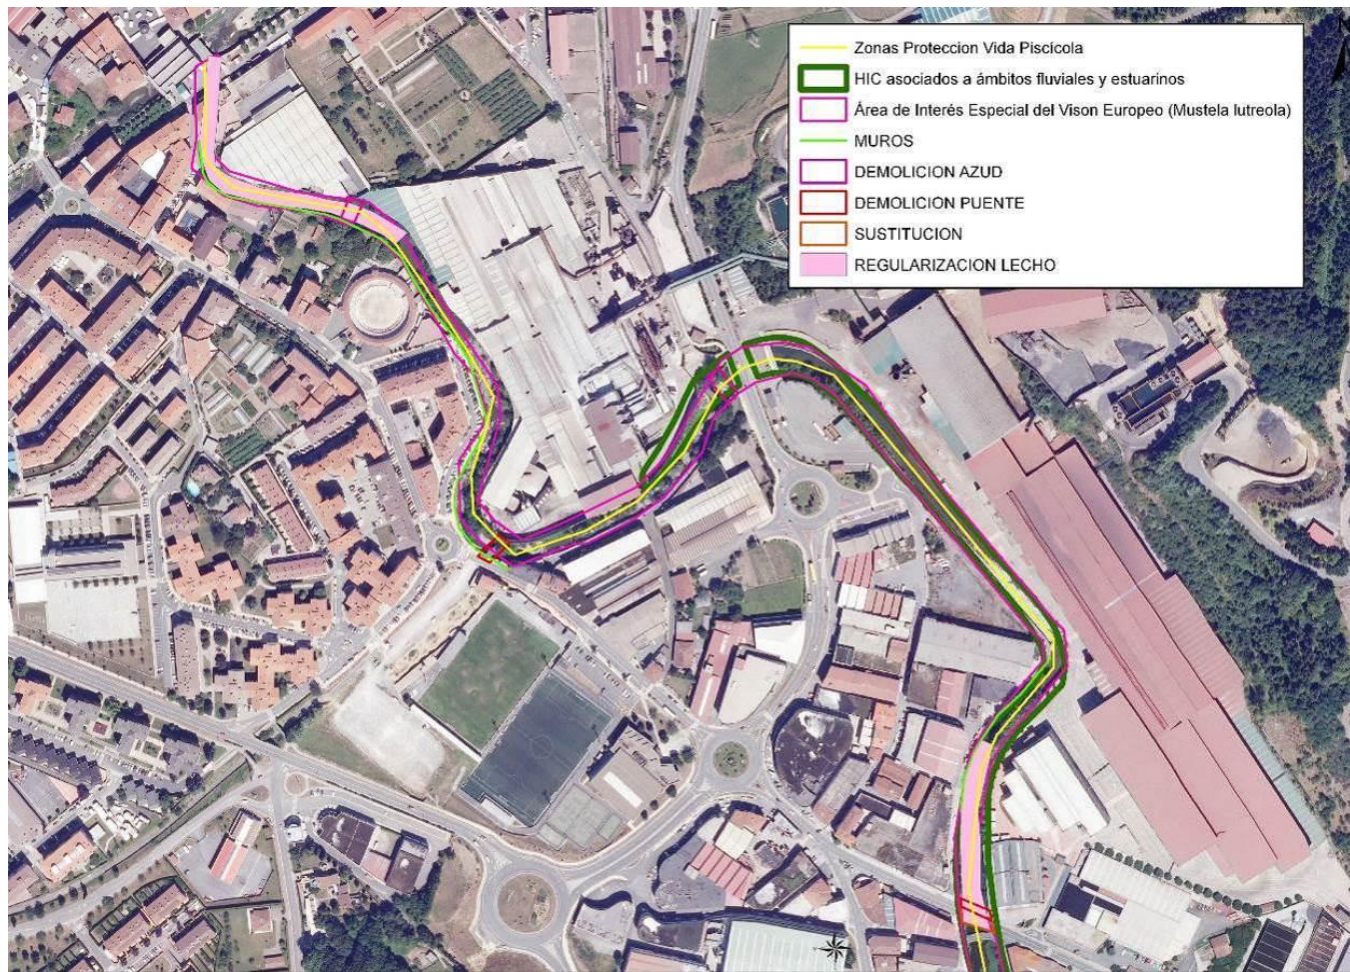 Zonas Proteccion Vida Piscícola
HIC asociados a ámbitos fluviales y estuarinos
Área de Interés Especial del Vison Europeo (Mustela lutreola)
MUROS
DEMOLICION AZUD
DEMOLICION PUENTE
SUSTITUCION
REGULARIZACION LECHO